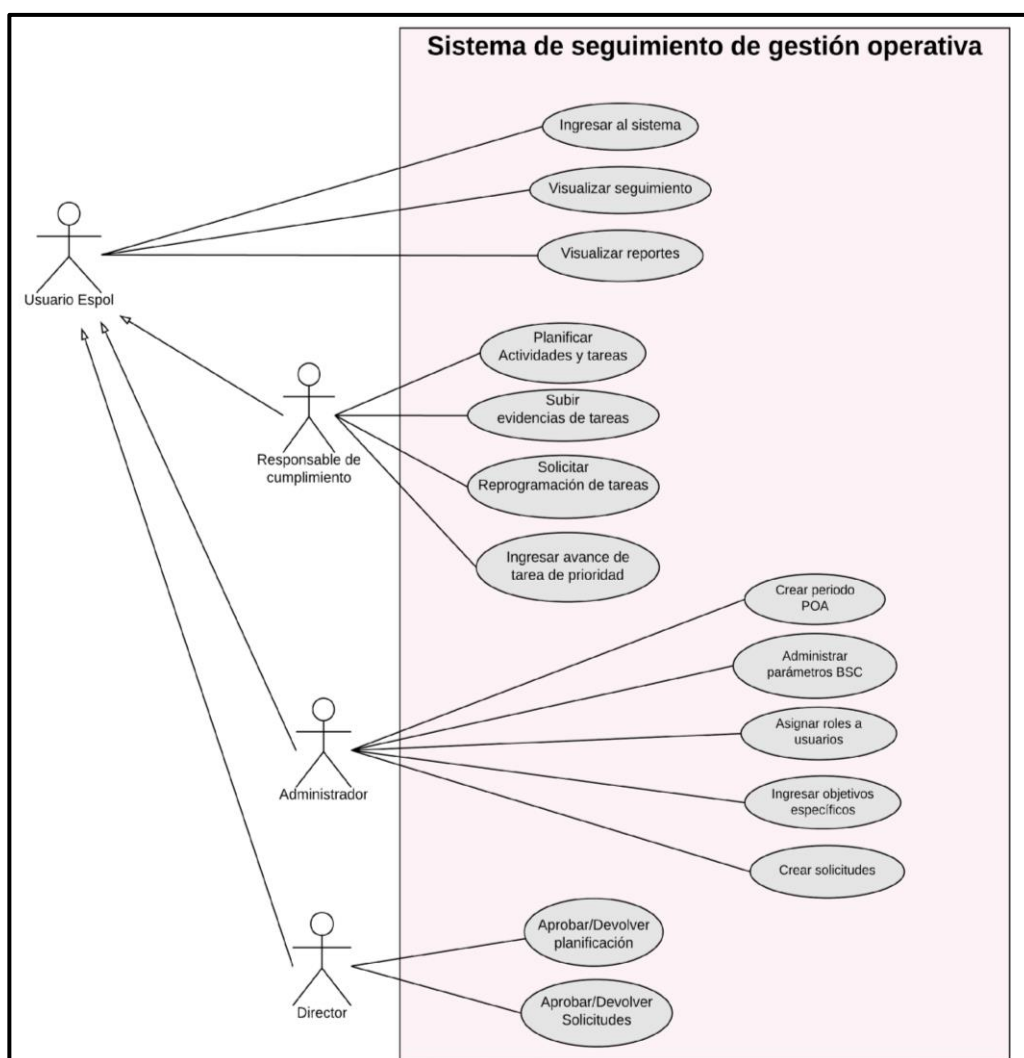 Sistema de seguimiento de gestión operativa
Ingresar al sistema
Visualizar seguimiento
Visualizar reportes
Usuario Espol
Planificar
Actividades y tareas
Subir
evidencias de tareas
Responsable de
cumplimiento
Solicitar
Reprogramación de tareas
Ingresar avance de
tarea de prioridad
Crear periodo
POA
Administrar
parámetros BSC
Asignar roles a
usuarios
Administrador
Ingresar objetivos
específicos
Crear solicitudes
Aprobar/Devolver
planificación
Director
Aprobar/Devolver
Solicitudes